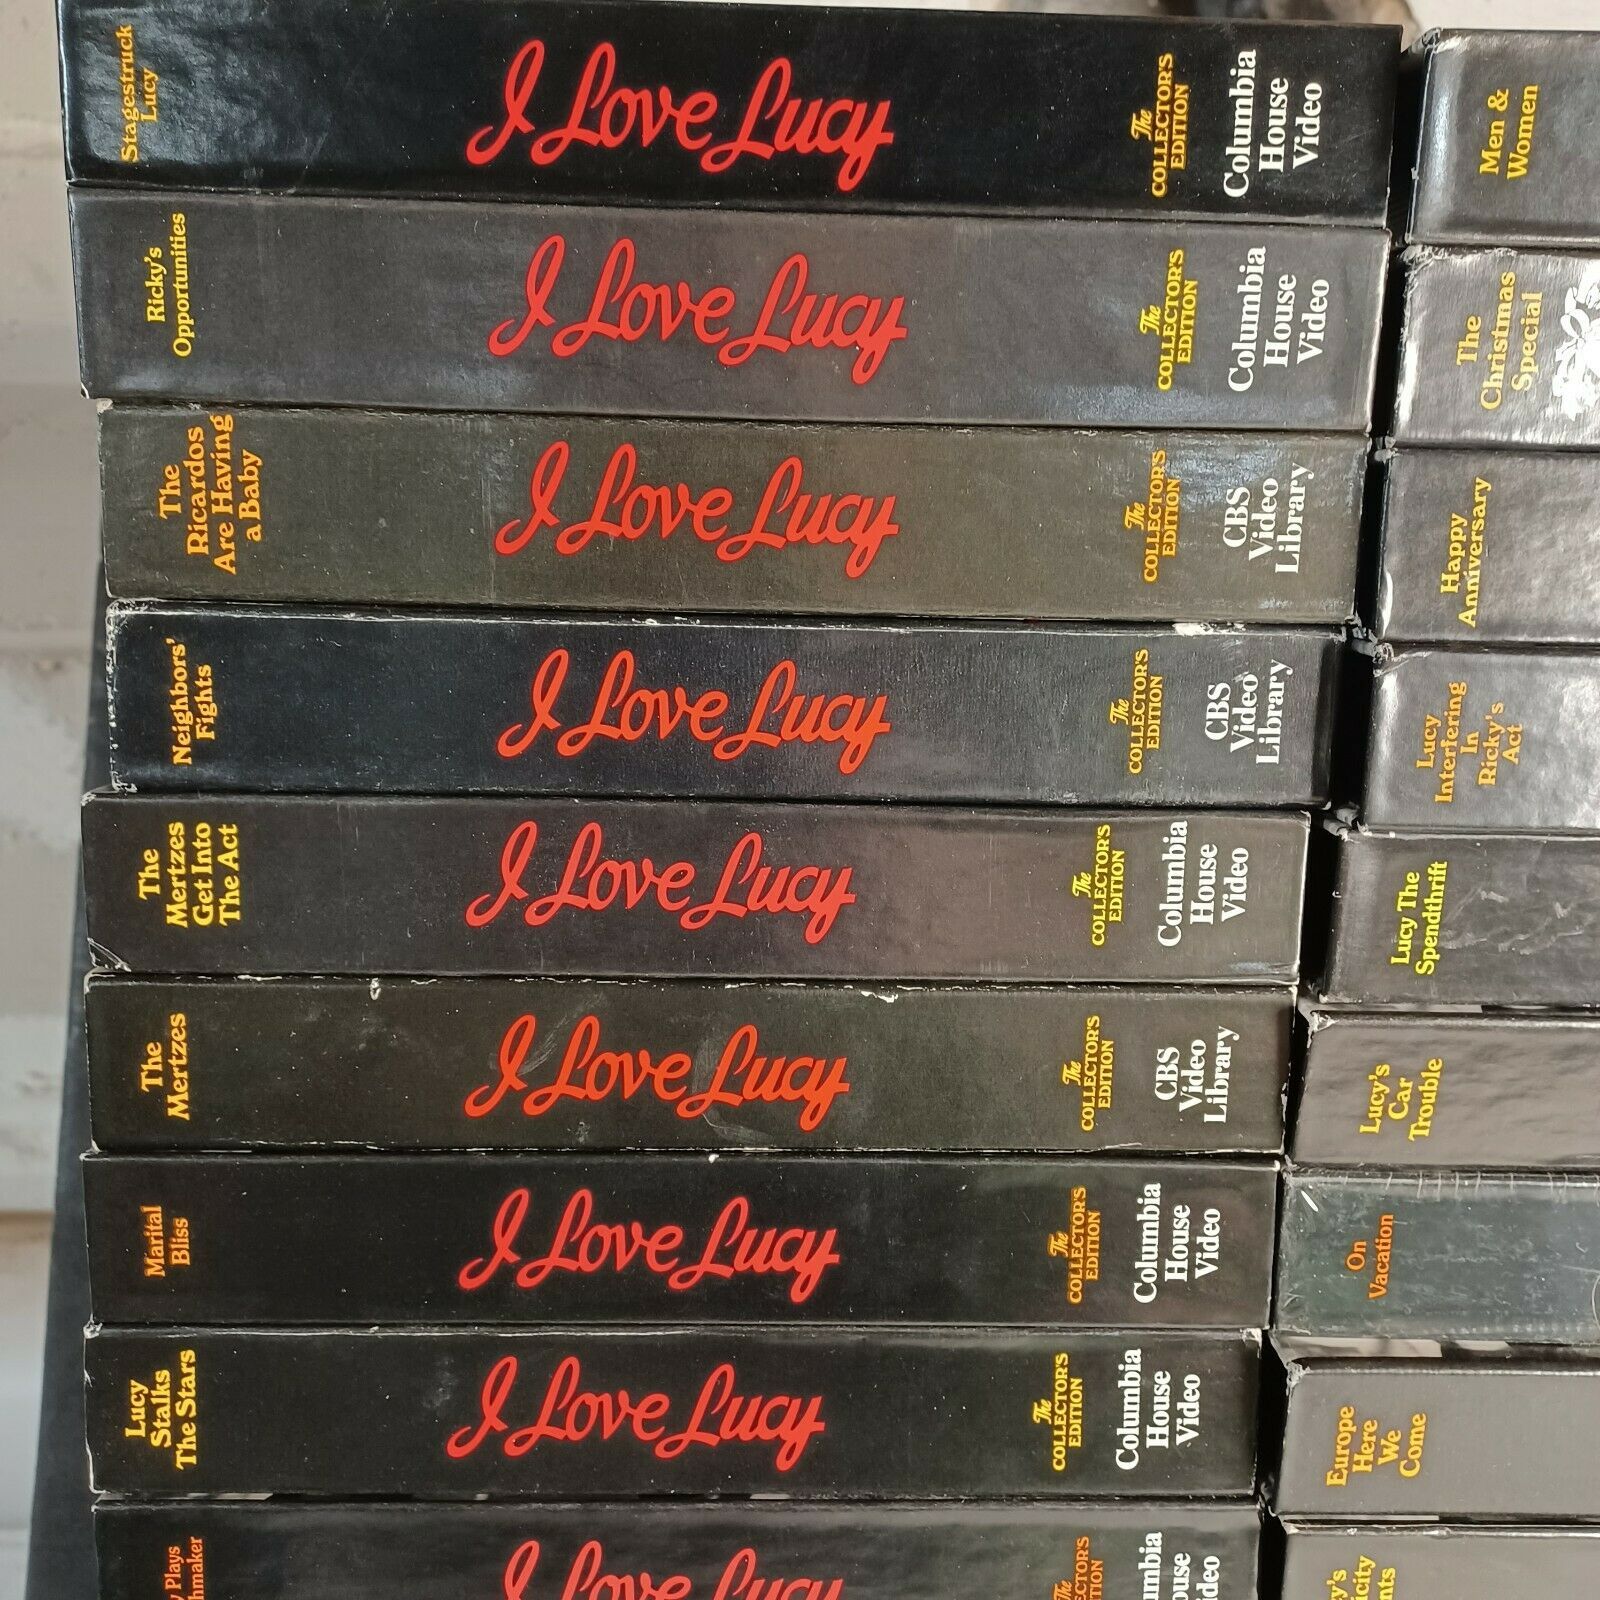 Stagestruck
Lucy
I Love Lucy
The
COLLECTOR'S
EDITION
Columbia
House
Video
Ricky's
Opportunities
I Love Lucy
The
COLLECTOR'S
EDITION
Columbia
House
Video
The
Ricardos
Are Having
a Baby
I Love Lucy
The
COLLECTOR'S
EDITION
CBS
Video
Library
Neighbors'
Fights
I Love Lucy
The
COLLECTOR'S
EDITION
CBS
Video
Library
The
Mertzes
Get Into
The Act
I Love Lucy
The
COLLECTOR'S
EDITION
Columbia
House
Video
The
Mertzes
I Love Lucy
The
COLLECTOR'S
EDITION
CBS
Video
Library
Marital
Bliss
I Love Lucy
The
COLLECTOR'S
EDITION
Columbia
House
Video
Lucy
Stalks
The Stars
I Love Lucy
The
COLLECTOR'S
EDITION
Columbia
House
Video
Plays
I Love Lucy
The
COLLECTOR'S
EDITION
Men &
Women
The
Christmas
Special
Happy
Anniversary
Lucy
Interfering
In
Ricky's
Act
Lucy The
Spendthrift
Lucy's
Car
Trouble
On
Vacation
Europe
Here
We
Come